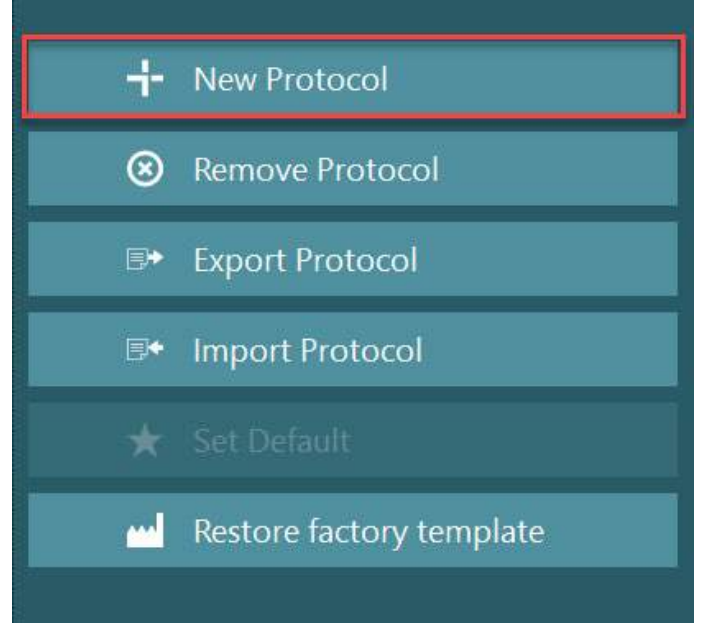 New Protocol
Remove Protocol
Export Protocol
Import Protocol
Set Default
Restore factory template